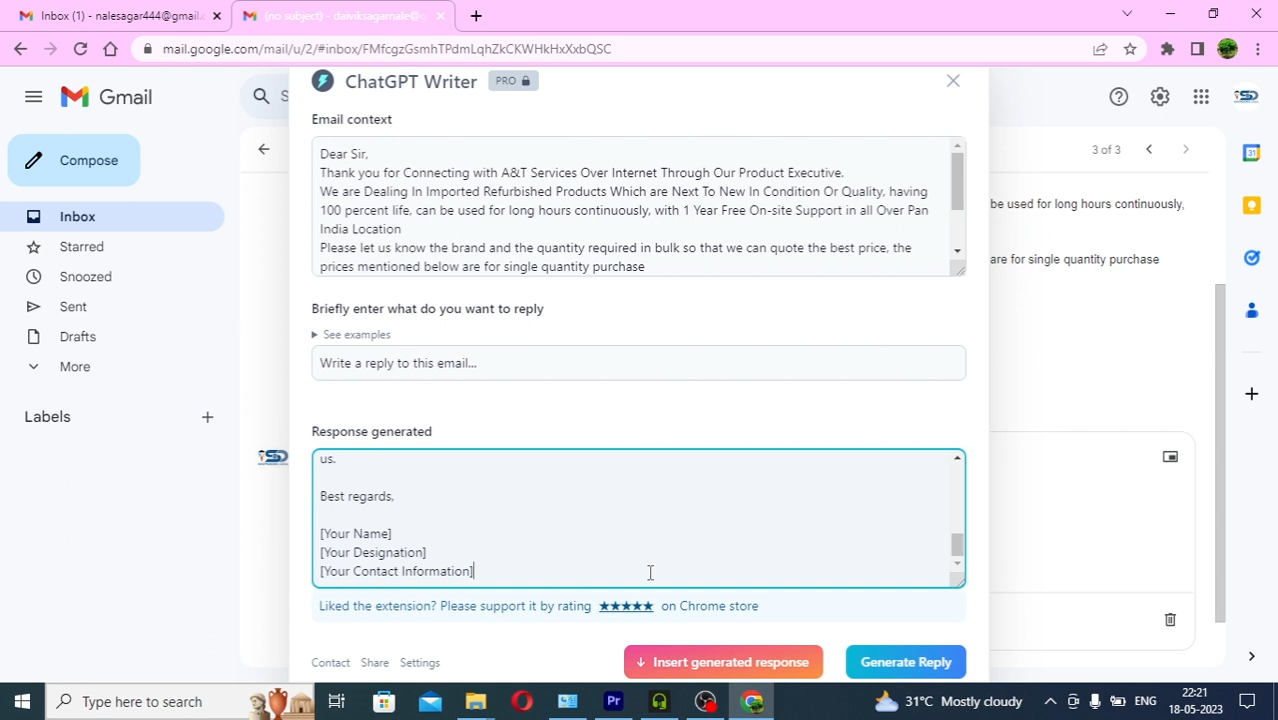 Inbox (1) - nalesagar444@gmail.c
(no subject) - daiviksagarnale@
mail.google.com/mail/u/2/#inbox/FMfcgzGsmhTPdmLqhZkCKWHkHxXxbQSC
Gmail
S
Compose
Inbox
Starred
Snoozed
Sent
Drafts
More
Labels
ChatGPT Writer PRO
Email context
Dear Sir,
Thank you for Connecting with A&T Services Over Internet Through Our Product Executive.
We are Dealing In Imported Refurbished Products Which are Next To New In Condition Or Quality, having
100 percent life, can be used for long hours continuously, with 1 Year Free On-site Support in all Over Pan
India Location
Please let us know the brand and the quantity required in bulk so that we can quote the best price, the
prices mentioned below are for single quantity purchase
Briefly enter what do you want to reply
See examples
Write a reply to this email...
Response generated
us.
Best regards,
[Your Name]
[Your Designation]
[Your Contact Information]
Liked the extension? Please support it by rating ★★★★★ on Chrome store
Contact Share Settings
Insert generated response
Generate Reply
3 of 3
be used for long hours continuously,
are for single quantity purchase
31
Type here to search
Pr
31°C Mostly cloudy
ENG
22:21
18-05-2023